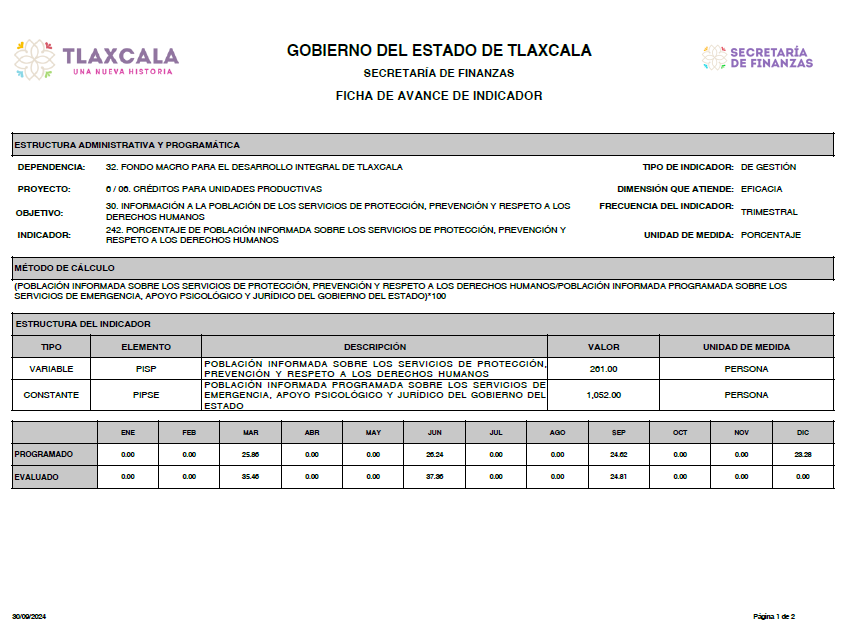 TLAXCALA
UNA NUEVA HISTORIA
GOBIERNO DEL ESTADO DE TLAXCALA
SECRETARÍA DE FINANZAS
FICHA DE AVANCE DE INDICADOR
SECRETARÍA
DE FINANZAS
ESTRUCTURA ADMINISTRATIVA Y PROGRAMÁTICA
DEPENDENCIA: 32. FONDO MACRO PARA EL DESARROLLO INTEGRAL DE TLAXCALA TIPO DE INDICADOR: DE GESTIÓN
PROYECTO: 6 / 06. CRÉDITOS PARA UNIDADES PRODUCTIVAS DIMENSIÓN QUE ATIENDE: EFICACIA
OBJETIVO: 30. INFORMACIÓN A LA POBLACIÓN DE LOS SERVICIOS DE PROTECCIÓN, PREVENCIÓN Y RESPETO A LOS
DERECHOS HUMANOS
FRECUENCIA DEL INDICADOR: TRIMESTRAL
INDICADOR: 242. PORCENTAJE DE POBLACIÓN INFORMADA SOBRE LOS SERVICIOS DE PROTECCIÓN, PREVENCIÓN Y
RESPETO A LOS DERECHOS HUMANOS
UNIDAD DE MEDIDA: PORCENTAJE
MÉTODO DE CÁLCULO
(POBLACIÓN INFORMADA SOBRE LOS SERVICIOS DE PROTECCIÓN, PREVENCIÓN Y RESPETO A LOS DERECHOS HUMANOS/POBLACIÓN INFORMADA PROGRAMADA SOBRE LOS
SERVICIOS DE EMERGENCIA, APOYO PSICOLÓGICO Y JURÍDICO DEL GOBIERNO DEL ESTADO)*100
ESTRUCTURA DEL INDICADOR
TIPO ELEMENTO DESCRIPCIÓN VALOR UNIDAD DE MEDIDA
VARIABLE PISP POBLACIÓN INFORMADA SOBRE LOS SERVICIOS DE PROTECCIÓN,
PREVENCIÓN Y RESPETO A LOS DERECHOS HUMANOS
261.00 PERSONA
CONSTANTE PIPSE POBLACIÓN INFORMADA PROGRAMADA SOBRE LOS SERVICIOS DE
EMERGENCIA, APOYO PSICOLÓGICO Y JURÍDICO DEL GOBIERNO DEL
ESTADO
1,052.00 PERSONA
ENE FEB MAR ABR MAY JUN JUL AGO SEP OCT NOV DIC
PROGRAMADO 0.00 0.00 25.86 0.00 0.00 26.24 0.00 0.00 24.62 0.00 0.00 23.28
EVALUADO 0.00 0.00 35.46 0.00 0.00 37.36 0.00 0.00 24.81 0.00 0.00 0.00
30/09/2024 Página 1 de 2